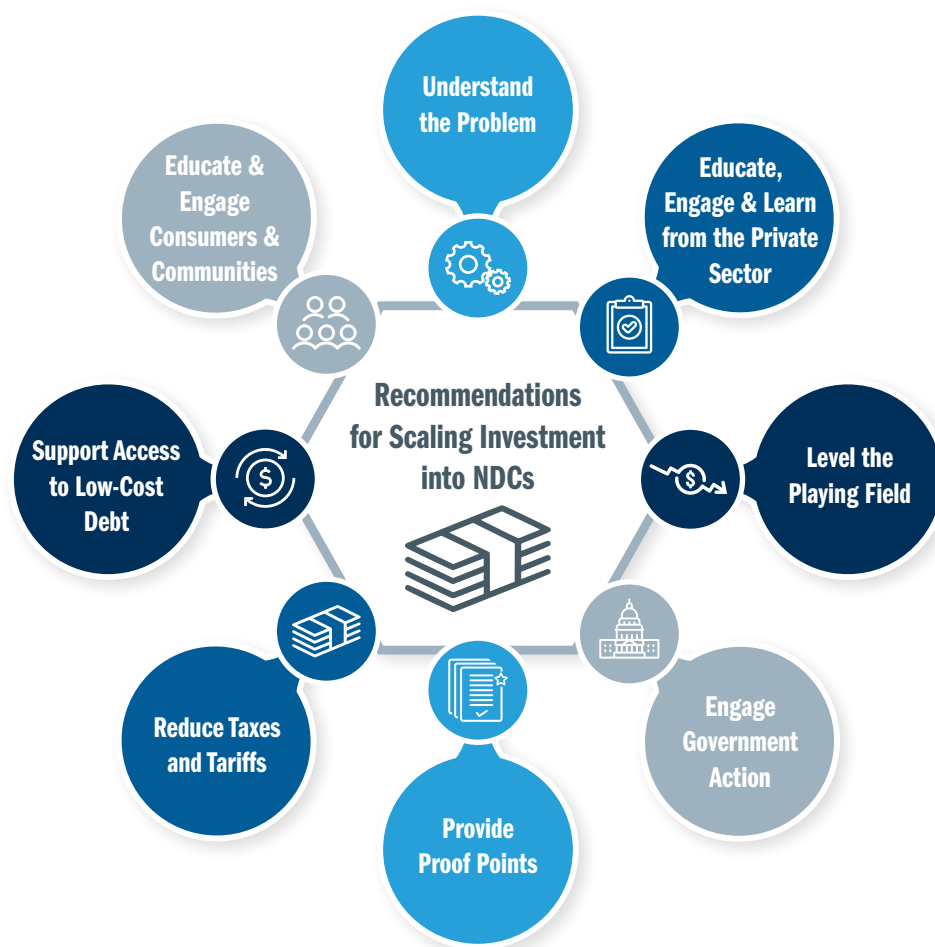 Recommendations
for Scaling Investment
into NDCs
Understand
the Problem
Educate,
Engage & Learn
from the Private
Sector
Level the
Playing Field
Engage
Government
Action
Provide
Proof Points
Reduce Taxes
and Tariffs
Support Access
to Low-Cost
Debt
Educate &
Engage
Consumers &
Communities